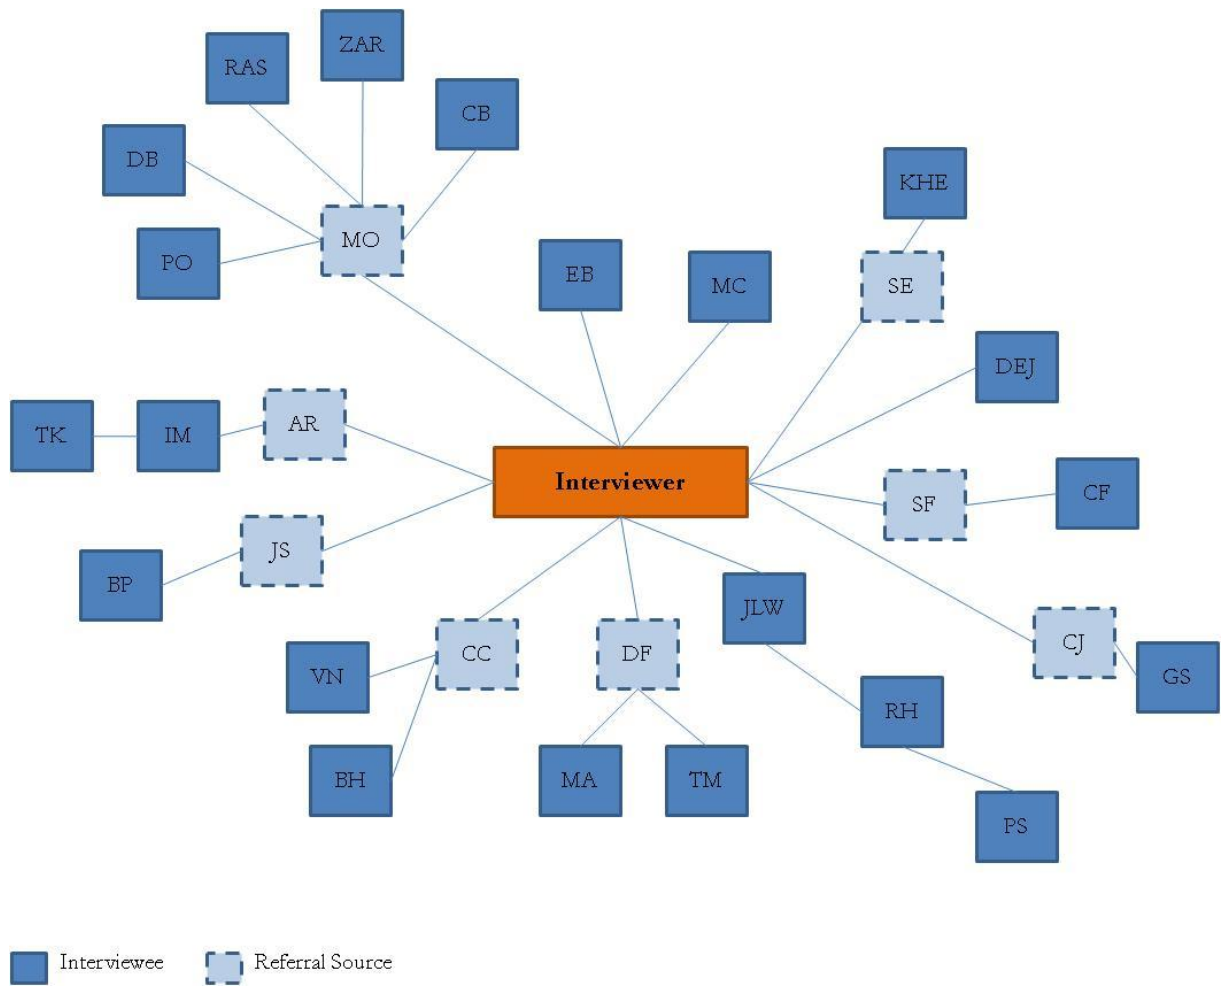 ZAR
RAS
CB
DB
KHE
MO
PO
EB
MC
SE
DEJ
AR
TK
IM
Interviewer
CF
SF
JS
BP
JLW
CC
DF
CJ
VN
GS
RH
BH
MA
TM
PS
Interviewee
Referral Source